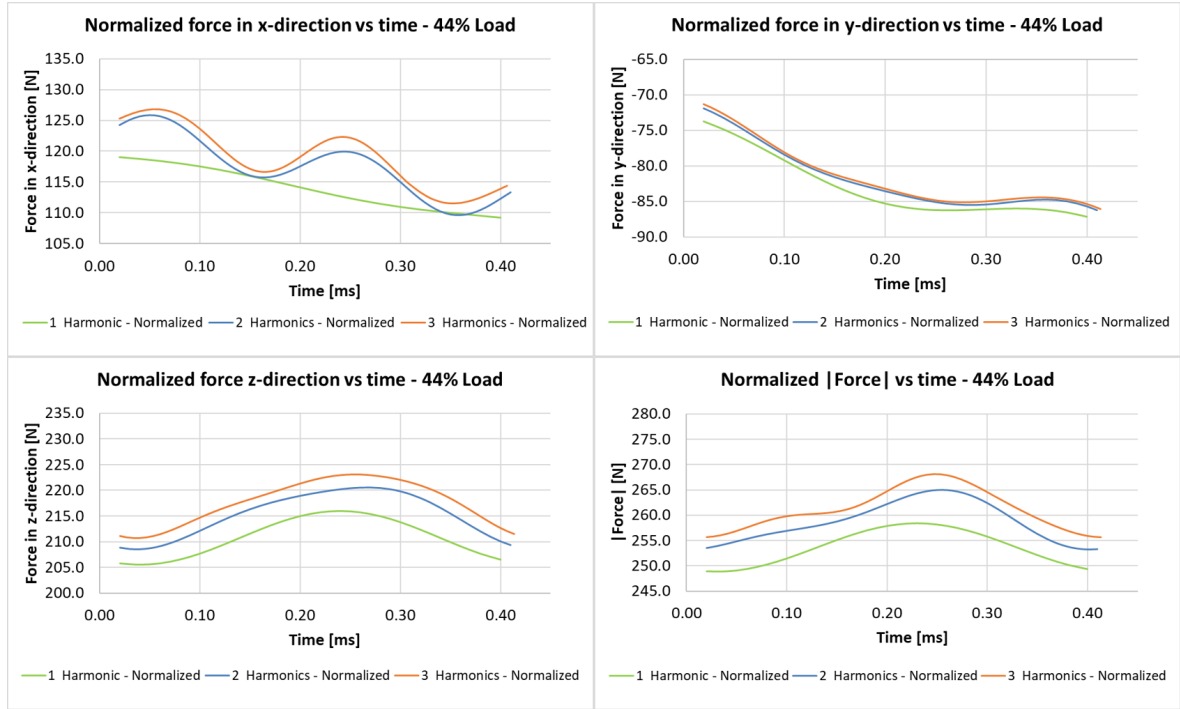 Normalized force in x-direction vs time - 44% Load
Force in x-direction [N]
135.0
130.0
125.0
120.0
115.0
110.0
105.0
0.00 0.10 0.20 0.30 0.40
Time [ms]
1 Harmonic - Normalized 2 Harmonics - Normalized 3 Harmonics - Normalized
Normalized force in y-direction vs time - 44% Load
Force in y-direction [N]
-65.0
-70.0
-75.0
-80.0
-85.0
-90.0
0.00 0.10 0.20 0.30 0.40
Time [ms]
1 Harmonic - Normalized 2 Harmonics - Normalized 3 Harmonics - Normalized
Normalized force z-direction vs time - 44% Load
Force in z-direction [N]
235.0
230.0
225.0
220.0
215.0
210.0
205.0
200.0
0.00 0.10 0.20 0.30 0.40
Time [ms]
1 Harmonic - Normalized 2 Harmonics - Normalized 3 Harmonics - Normalized
Normalized |Force| vs time - 44% Load
|Force| [N]
280.0
275.0
270.0
265.0
260.0
255.0
250.0
245.0
0.00 0.10 0.20 0.30 0.40
Time [ms]
1 Harmonic - Normalized 2 Harmonics - Normalized 3 Harmonics - Normalized